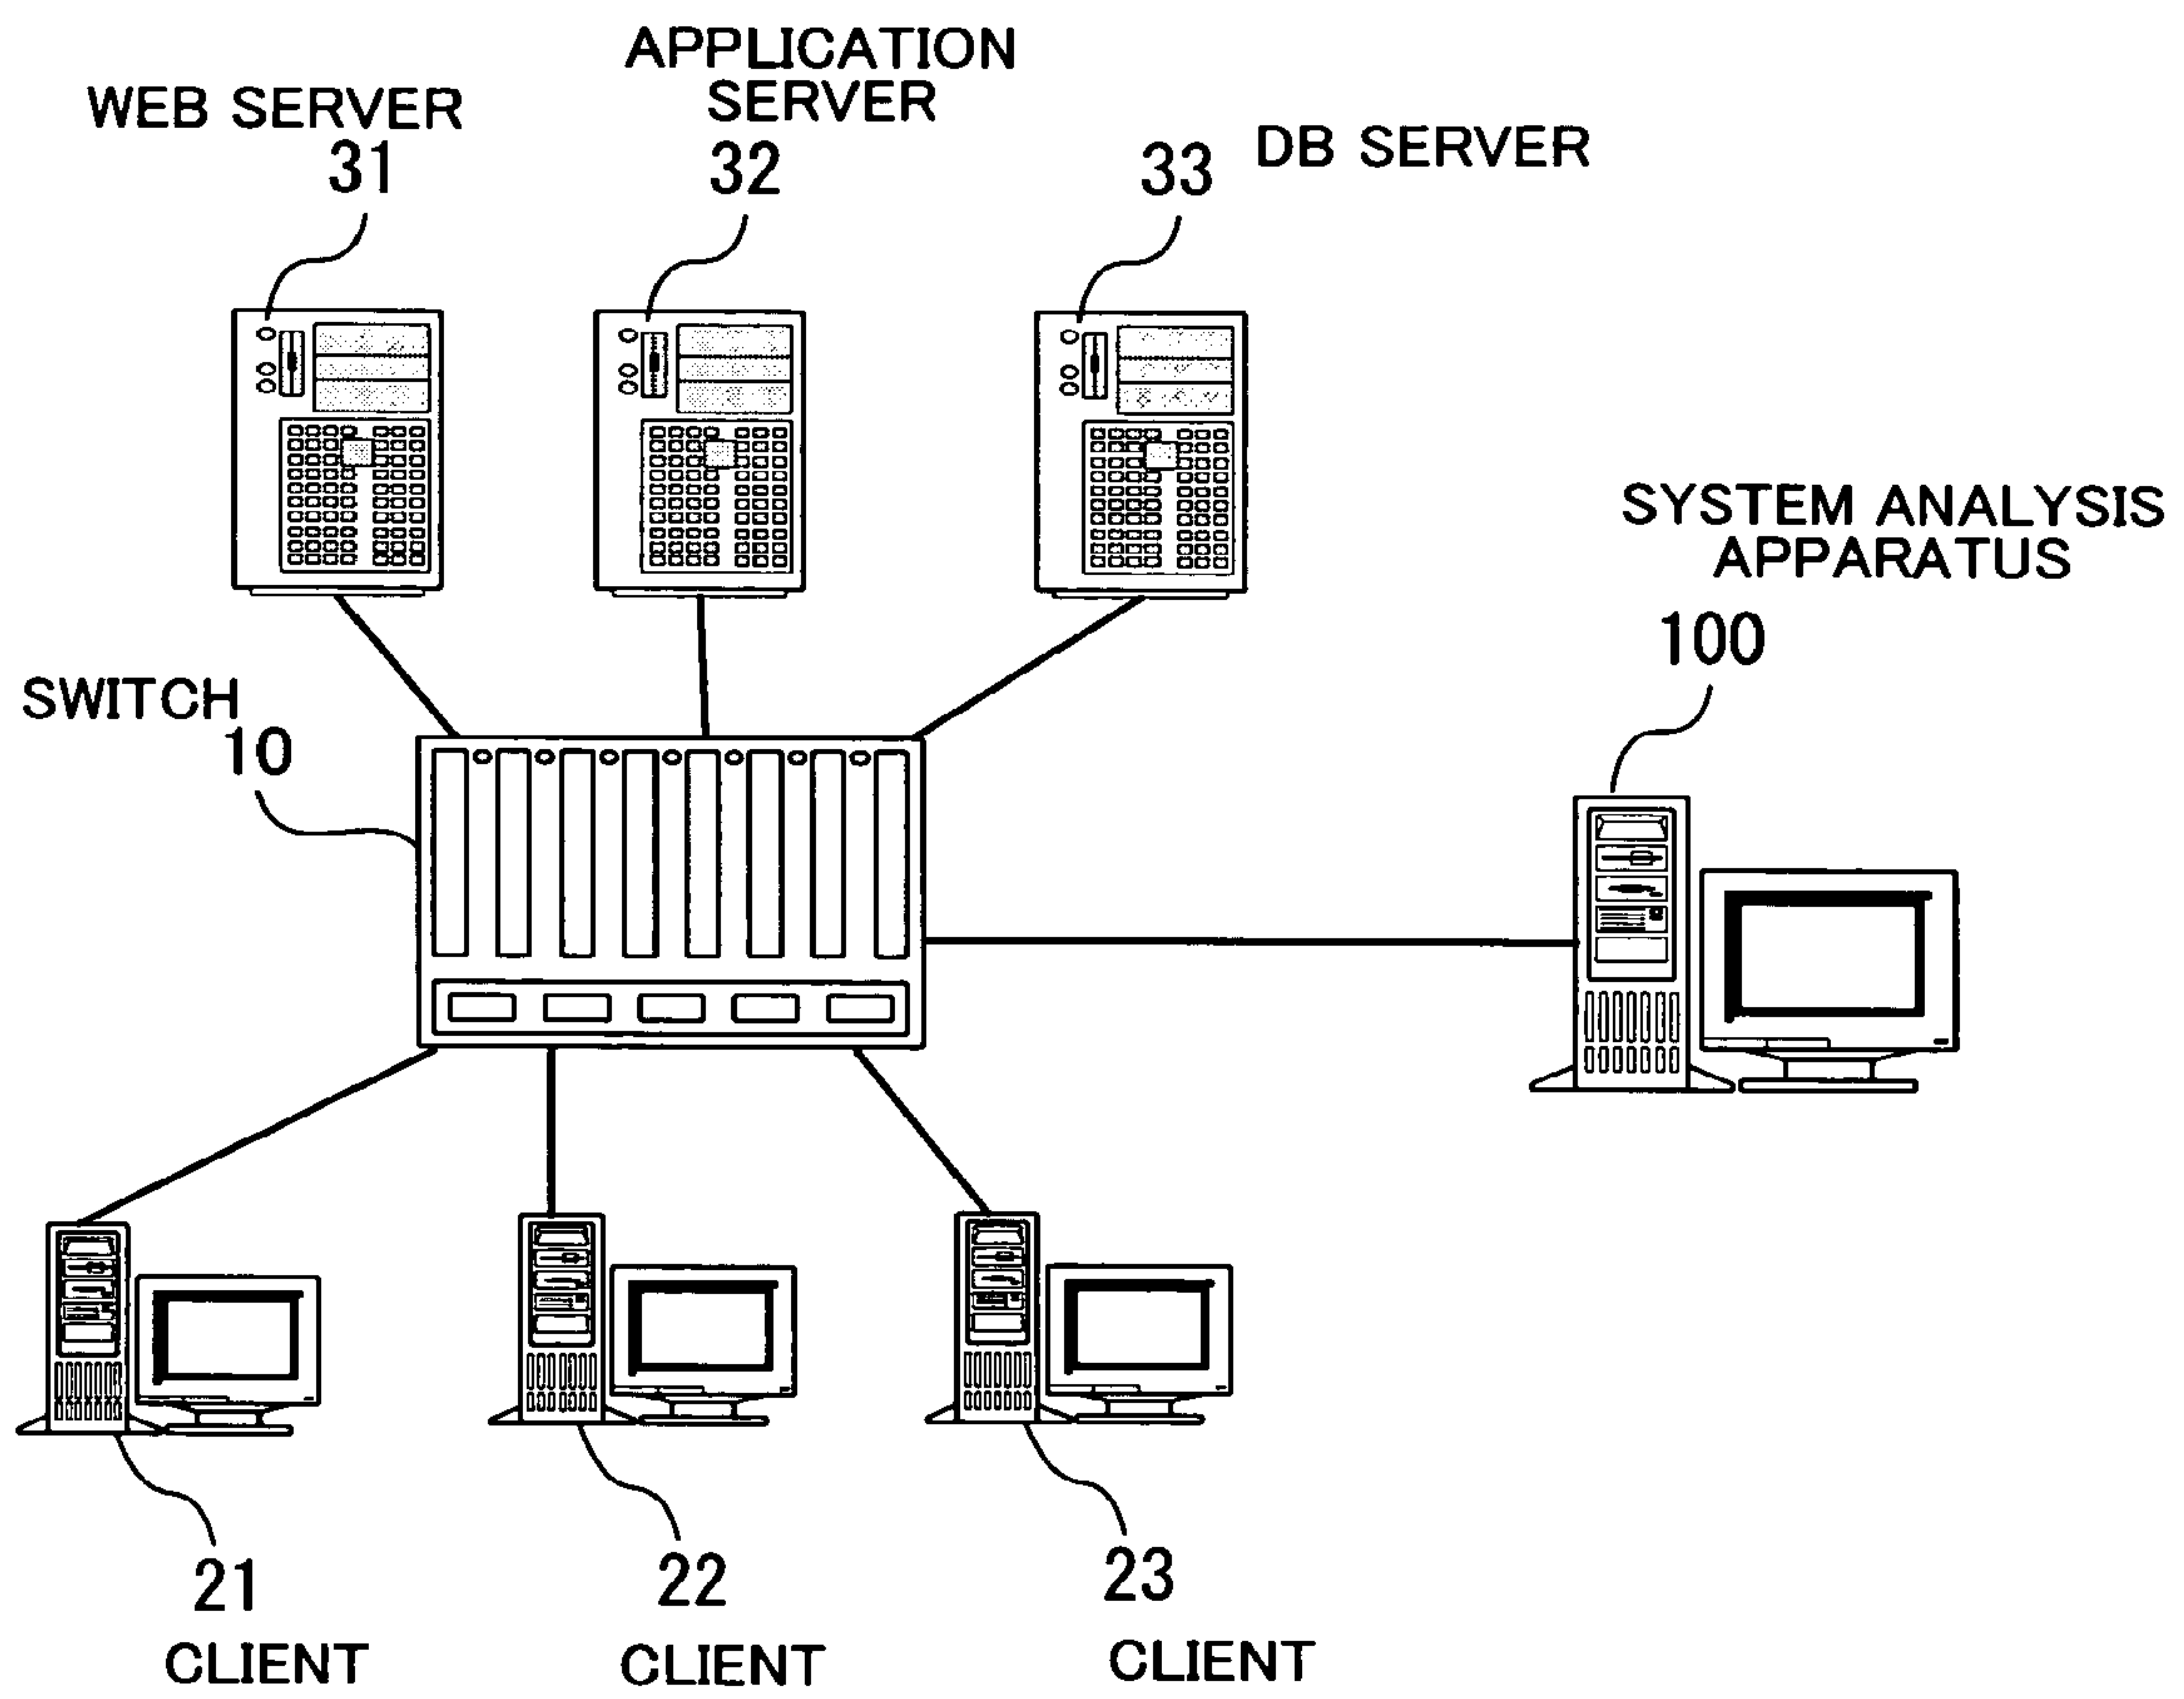 APPLICATION
SERVER
32
WEB SERVER
31
33 DB SERVER
SYSTEM ANALYSIS
APPARATUS
100
SWITCH
10
21
CLIENT
22
CLIENT
23
CLIENT